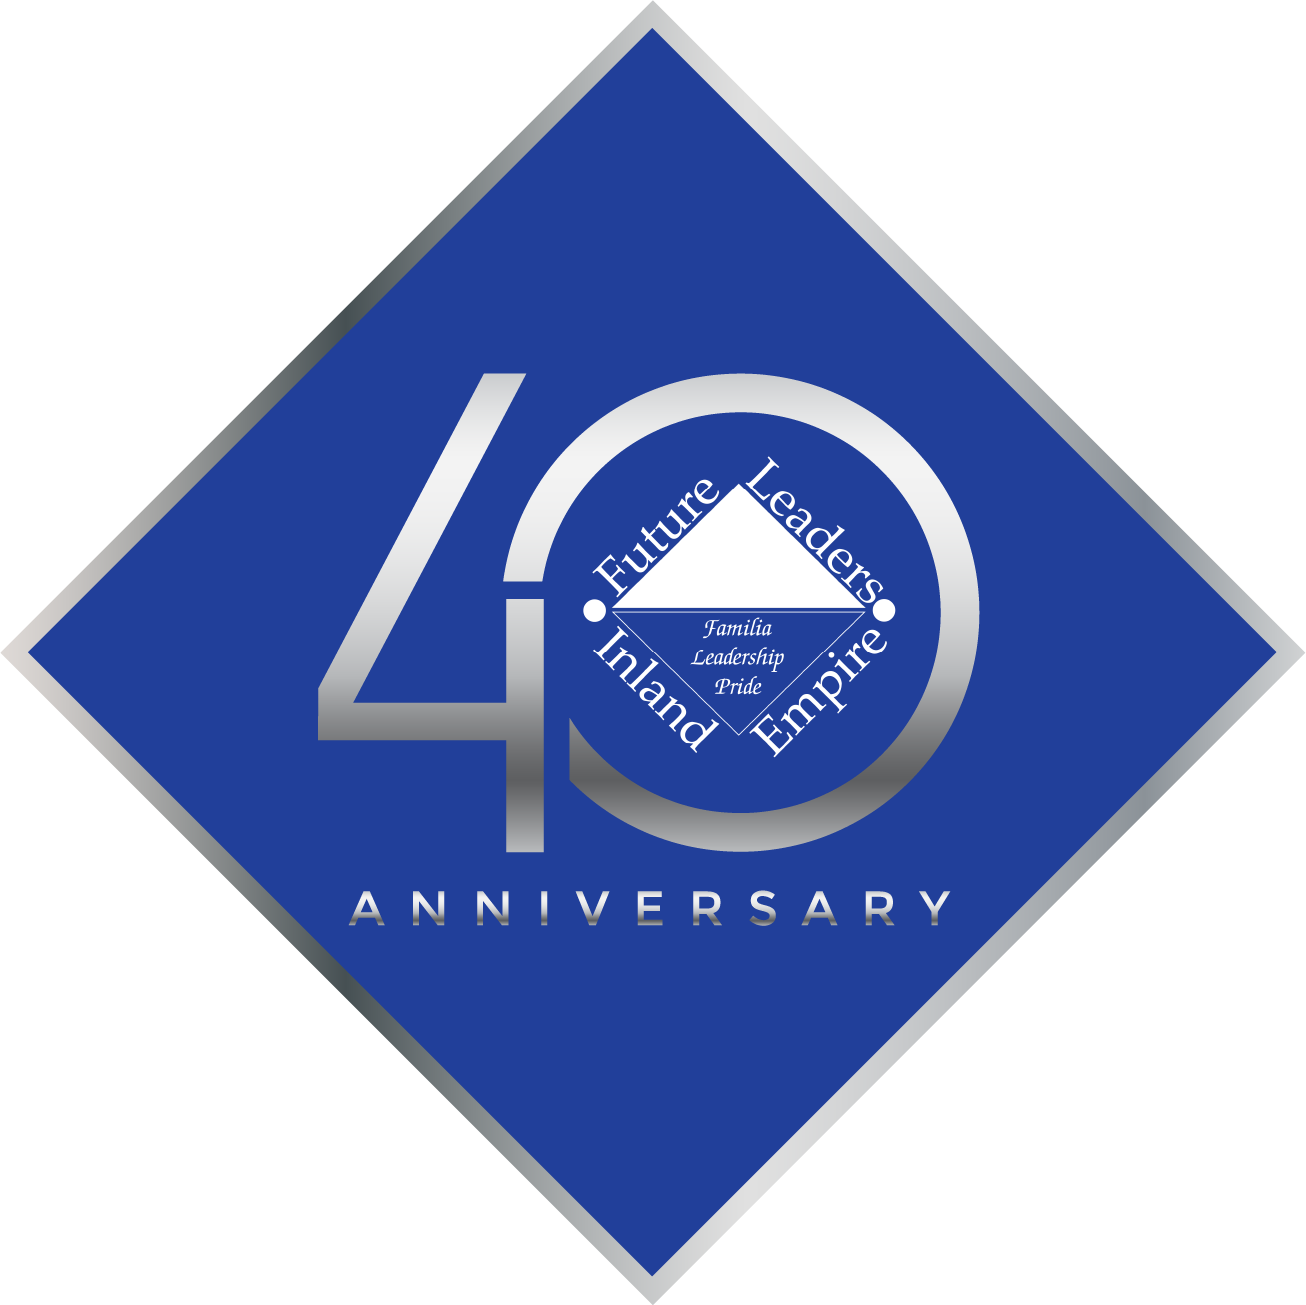 40
Future
Leaders
Familia
Leadership
Pride
Inland
Empire
ANNIVERSARY